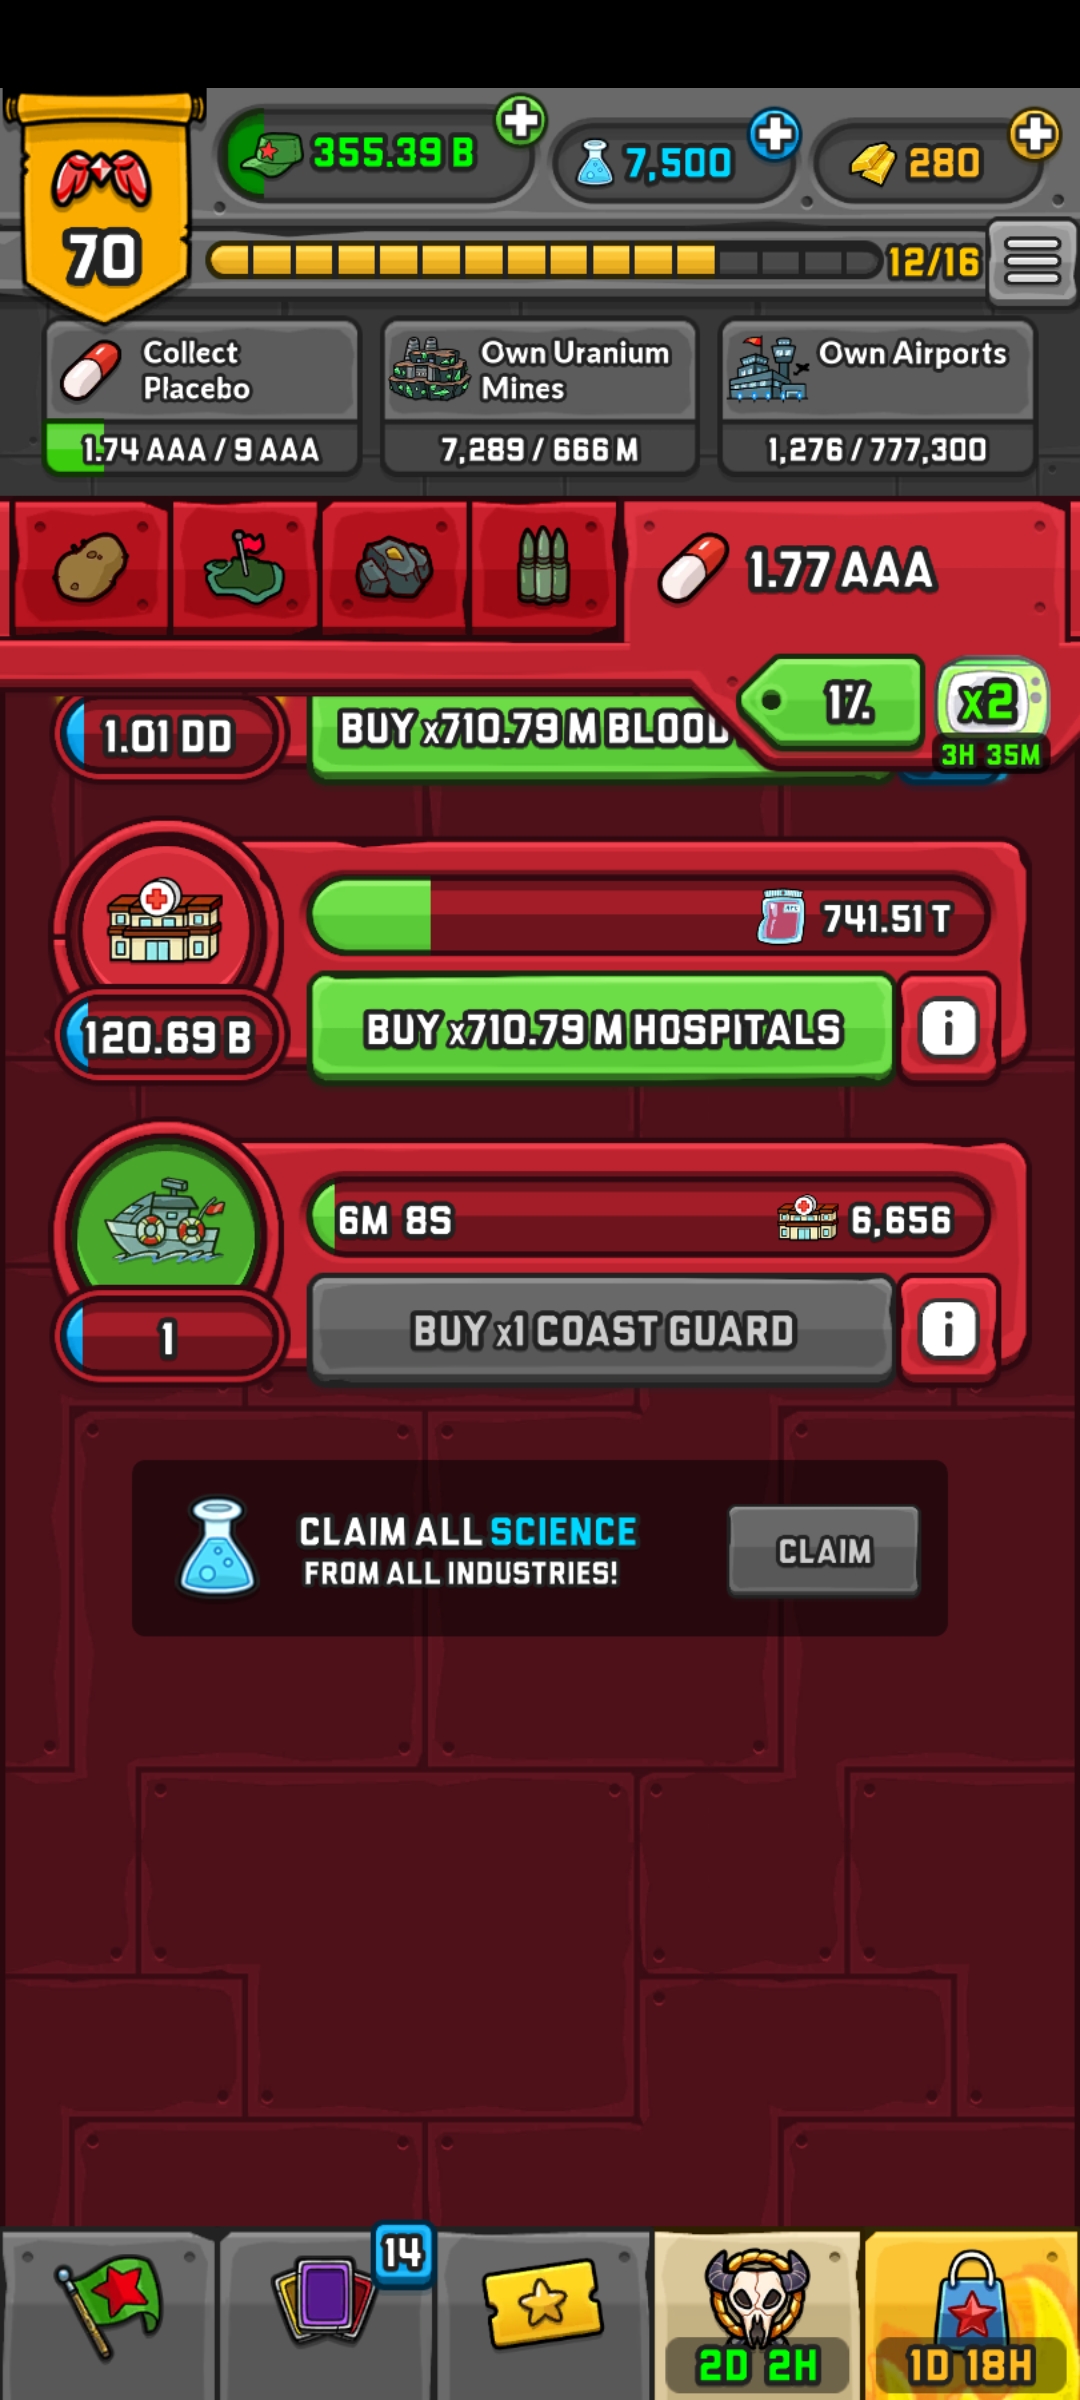 355.39 B
7,500
280
70
12/16
Collect
Placebo
Own Uranium
Mines
Own Airports
1.74 AAA / 9 AAA
7,289 / 666 M
1,276 / 777,300
1.77 AAA
1%
x2
3H 35M
1.01 DD
BUY x710.79 M BLOOD
741.51 T
120.69 B
BUY x710.79 M HOSPITALS
i
6M 8S
6,656
1
BUY x1 COAST GUARD
i
CLAIM ALL SCIENCE
FROM ALL INDUSTRIES!
CLAIM
14
2D 2H
1D 18H